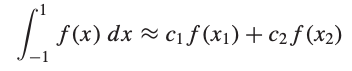 ∫_{-1}^{1} f(x) dx ≈ c₁f(x₁) + c₂f(x₂)